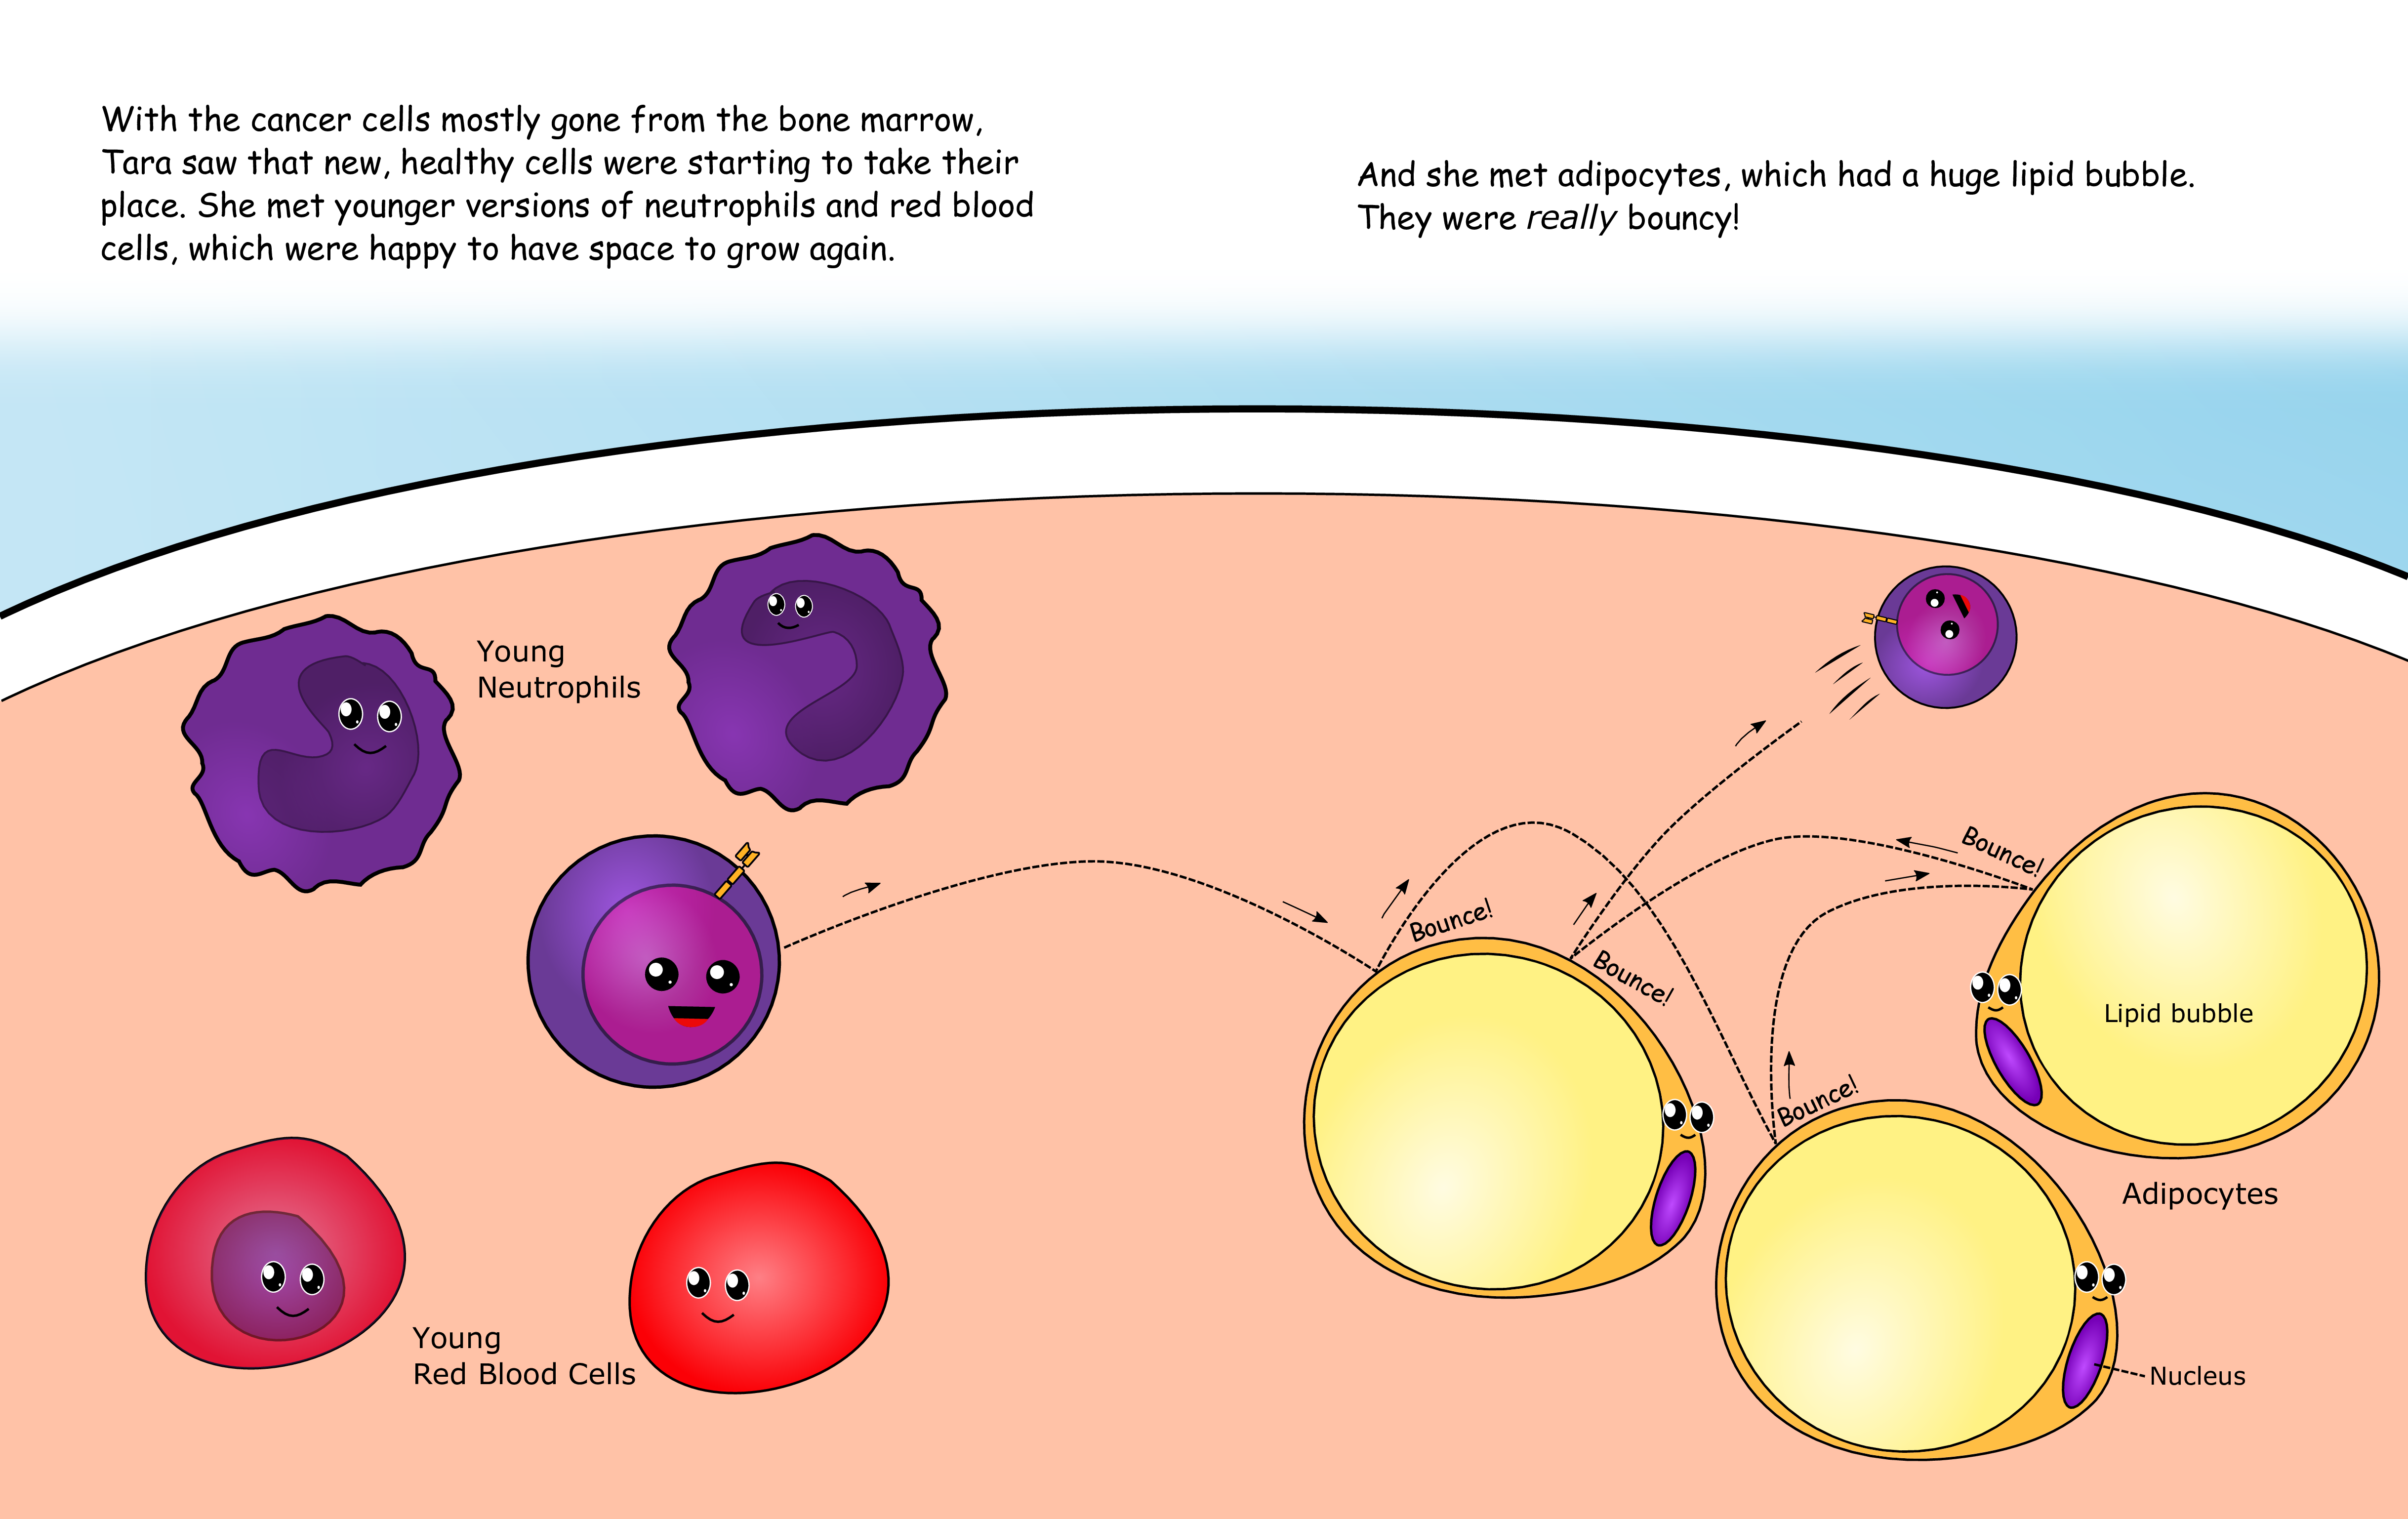 With the cancer cells mostly gone from the bone marrow,
Tara saw that new, healthy cells were starting to take their
place. She met younger versions of neutrophils and red blood
cells, which were happy to have space to grow again.
And she met adipocytes, which had a huge lipid bubble.
They were really bouncy!
Young
Neutrophils
Bounce!
Bounce!
Bounce!
Bounce!
Lipid bubble
Adipocytes
Young
Red Blood Cells
Nucleus